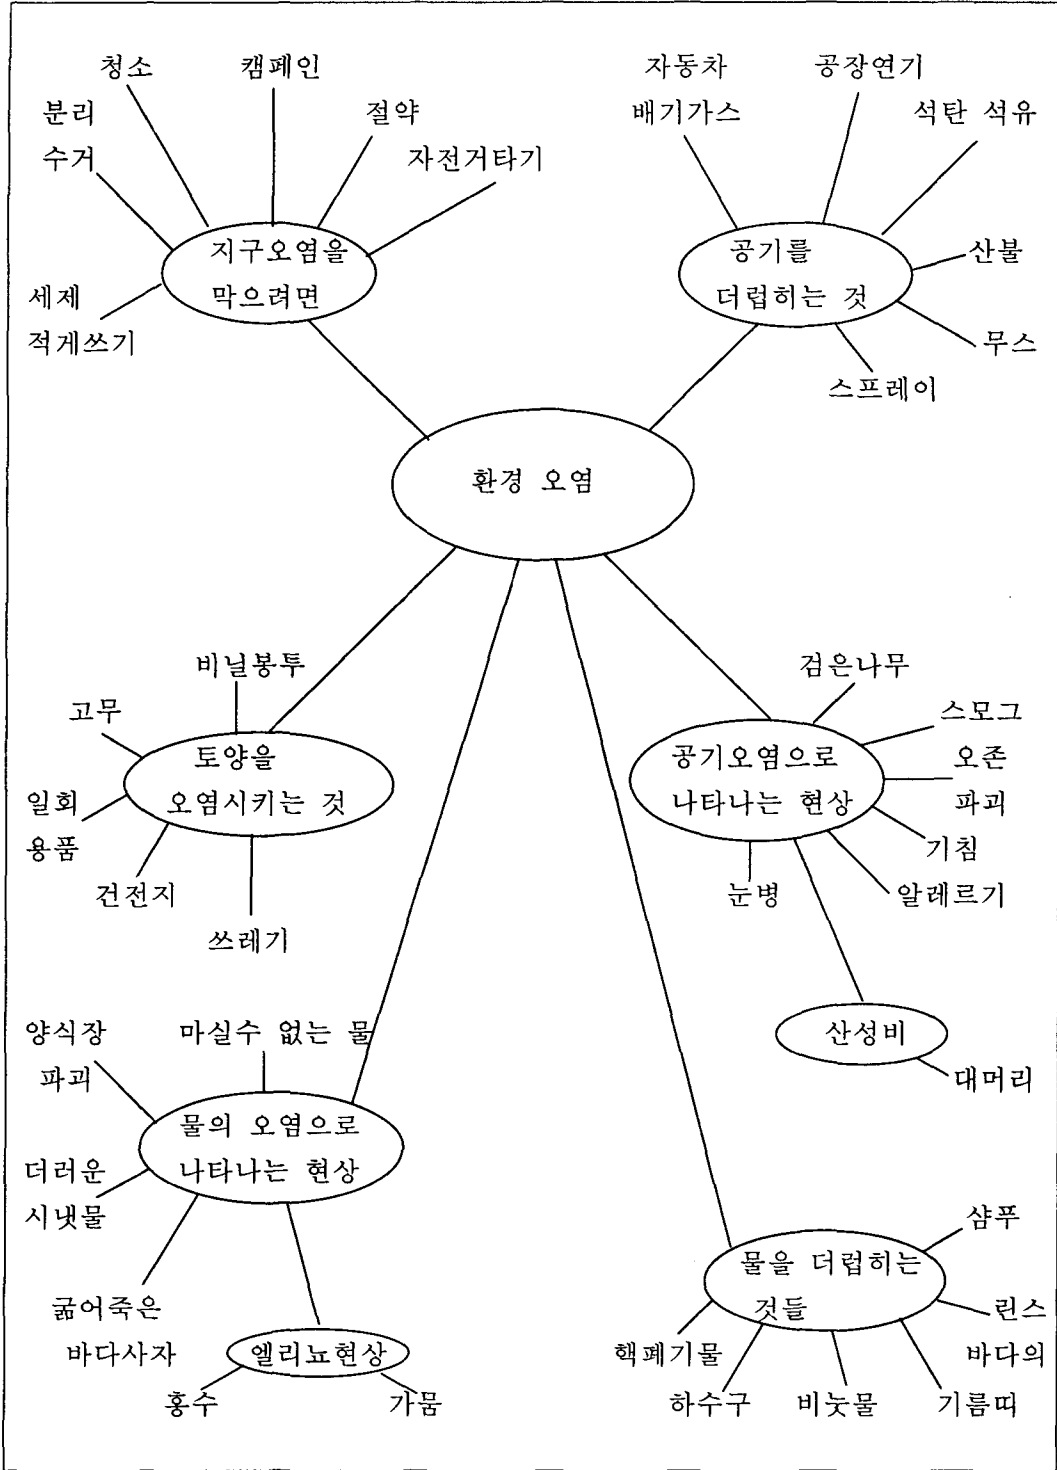 청소
캠페인
분리
수거
절약
자전거타기
지구오염을
막으려면
세제
적게쓰기
자동차
배기가스
공장연기
석탄 석유
공기를
더럽히는 것
산불
무스
스프레이
환경 오염
비닐봉투
고무
토양을
오염시키는 것
일회
용품
건전지
쓰레기
검은나무
스모그
공기오염으로
나타나는 현상
오존
파괴
기침
알레르기
눈병
산성비
대머리
양식장
파괴
마실수 없는 물
물의 오염으로
나타나는 현상
더러운
시냇물
굶어죽은
바다사자
엘리뇨현상
홍수
가뭄
샴푸
물을 더럽히는
것들
린스
핵폐기물
하수구
비눗물
바다의
기름띠